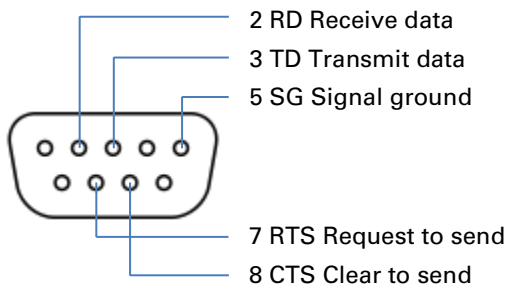 2 RD Receive data
3 TD Transmit data
5 SG Signal ground
7 RTS Request to send
8 CTS Clear to send